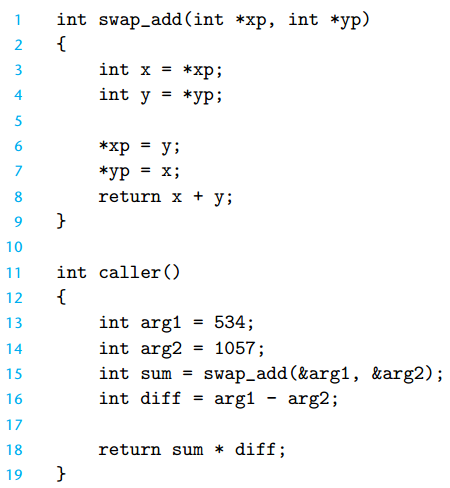 1 int swap_add(int *xp, int *yp)
2 {
3 int x = *xp;
4 int y = *yp;
5
6 *xp = y;
7 *yp = x;
8 return x + y;
9 }
10
11 int caller()
12 {
13 int arg1 = 534;
14 int arg2 = 1057;
15 int sum = swap_add(&arg1, &arg2);
16 int diff = arg1 - arg2;
17
18 return sum * diff;
19 }